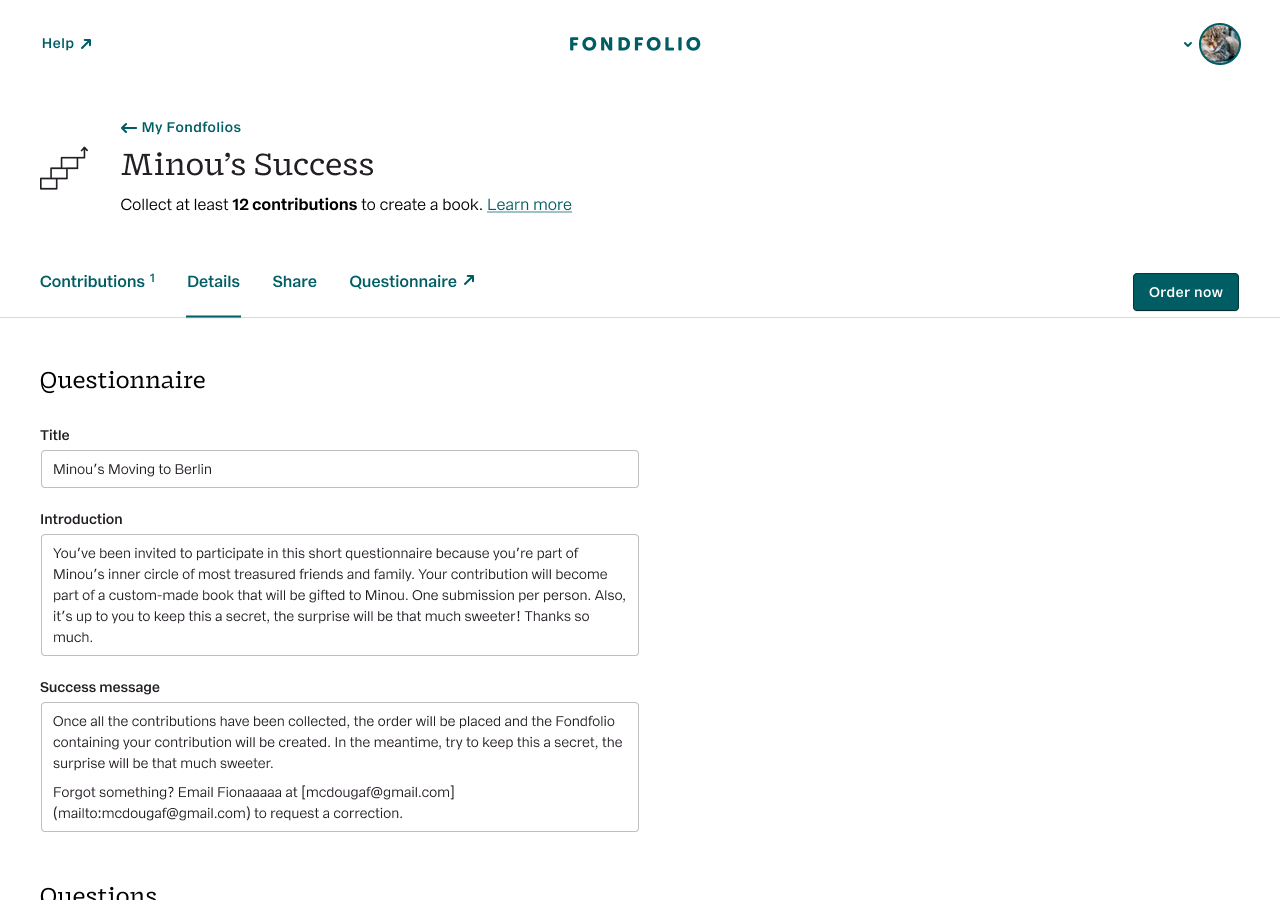 Help
FONDFOLIO
My Fondfolios
Minou’s Success
Collect at least 12 contributions to create a book. Learn more
Contributions 1
Details
Share
Questionnaire
Order now
Questionnaire
Title
Minou’s Moving to Berlin
Introduction
You’ve been invited to participate in this short questionnaire because you’re part of
Minou’s inner circle of most treasured friends and family. Your contribution will become
part of a custom-made book that will be gifted to Minou. One submission per person. Also,
it’s up to you to keep this a secret, the surprise will be that much sweeter! Thanks so
much.
Success message
Once all the contributions have been collected, the order will be placed and the Fondfolio
containing your contribution will be created. In the meantime, try to keep this a secret, the
surprise will be that much sweeter.
Forgot something? Email Fionaaaaa at [mcdougaf@gmail.com]
(mailto:mcdougaf@gmail.com) to request a correction.
Questions